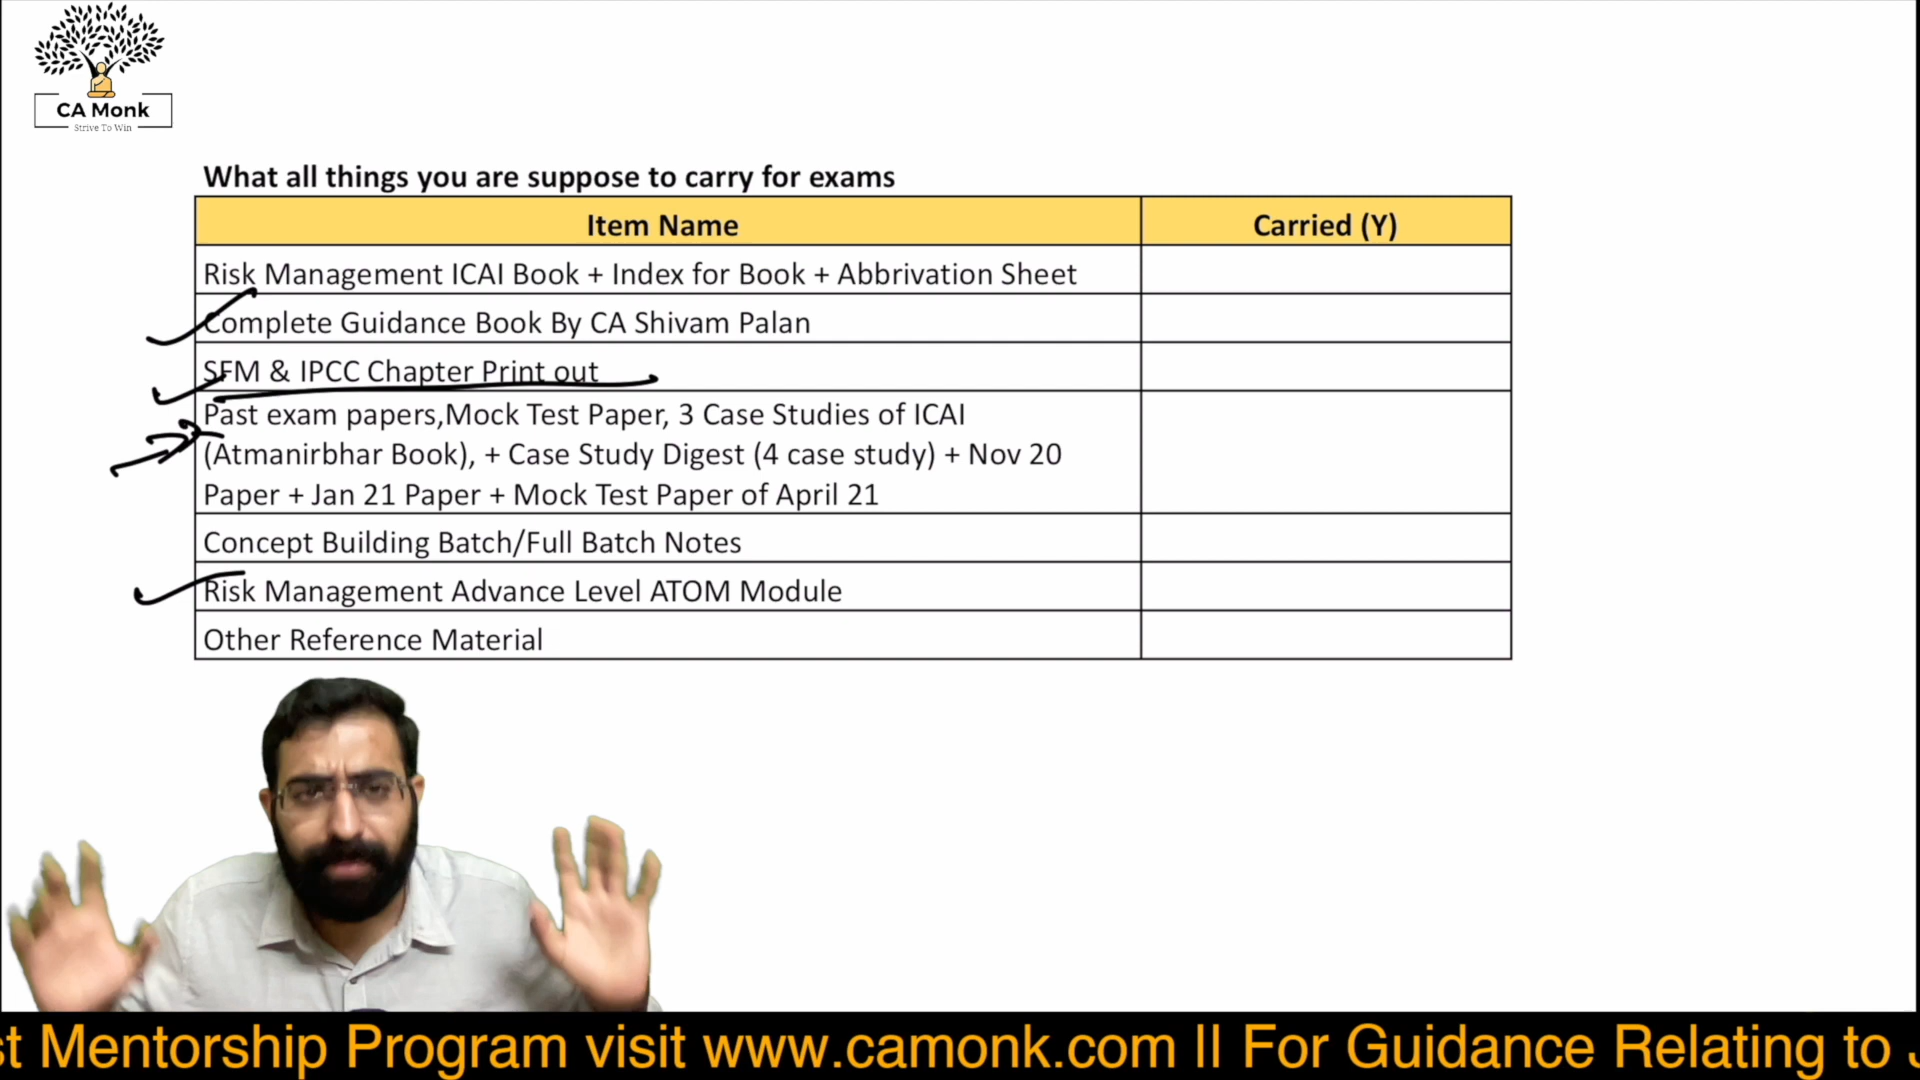 CA Monk
Strive To Win
What all things you are suppose to carry for exams
Item Name
Carried (Y)
Risk Management ICAI Book + Index for Book + Abbrivation Sheet
Complete Guidance Book By CA Shivam Palan
SFM & IPCC Chapter Print out
Past exam papers,Mock Test Paper, 3 Case Studies of ICAI
(Atmanirbhar Book), + Case Study Digest (4 case study) + Nov 20
Paper + Jan 21 Paper + Mock Test Paper of April 21
Concept Building Batch/Full Batch Notes
Risk Management Advance Level ATOM Module
Other Reference Material
st Mentorship Program visit www.camonk.com II For Guidance Relating to